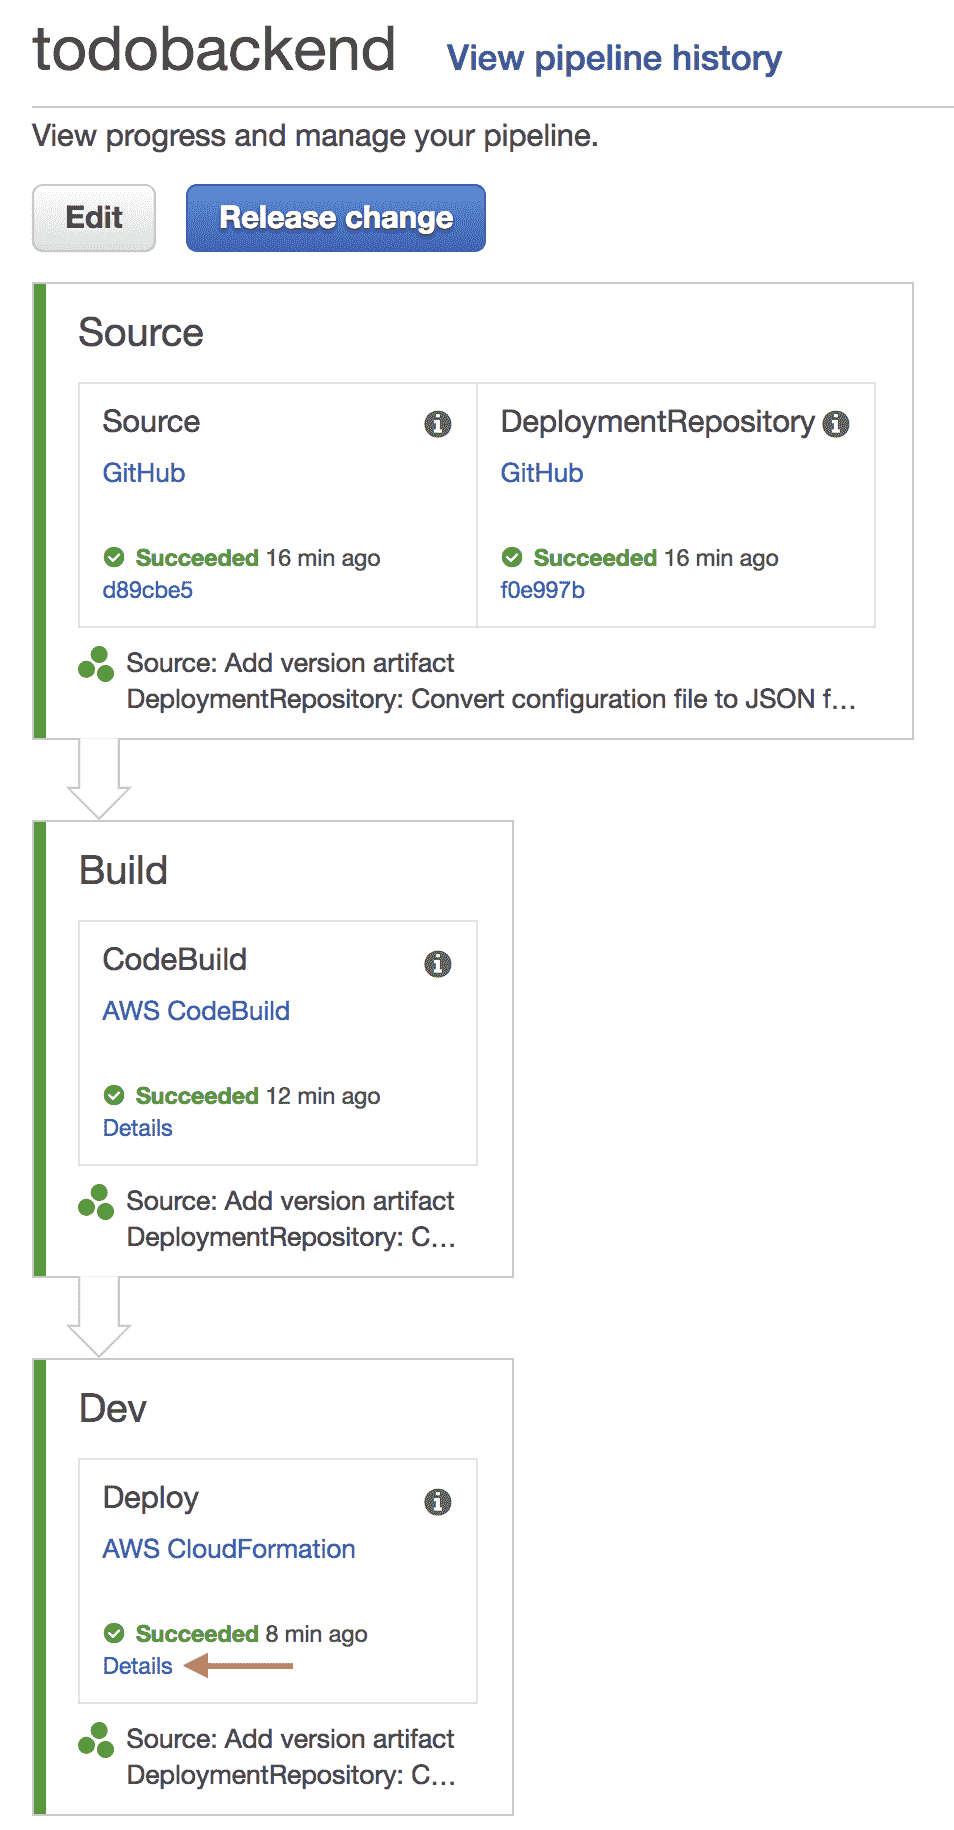 todobackend View pipeline history
View progress and manage your pipeline.
Edit Release change
Source
Source DeploymentRepository
GitHub GitHub
Succeeded 16 min ago Succeeded 16 min ago
d89cbe5 f0e997b
Source: Add version artifact
DeploymentRepository: Convert configuration file to JSON f...
Build
CodeBuild
AWS CodeBuild
Succeeded 12 min ago
Details
Source: Add version artifact
DeploymentRepository: C...
Dev
Deploy
AWS CloudFormation
Succeeded 8 min ago
Details
Source: Add version artifact
DeploymentRepository: C...